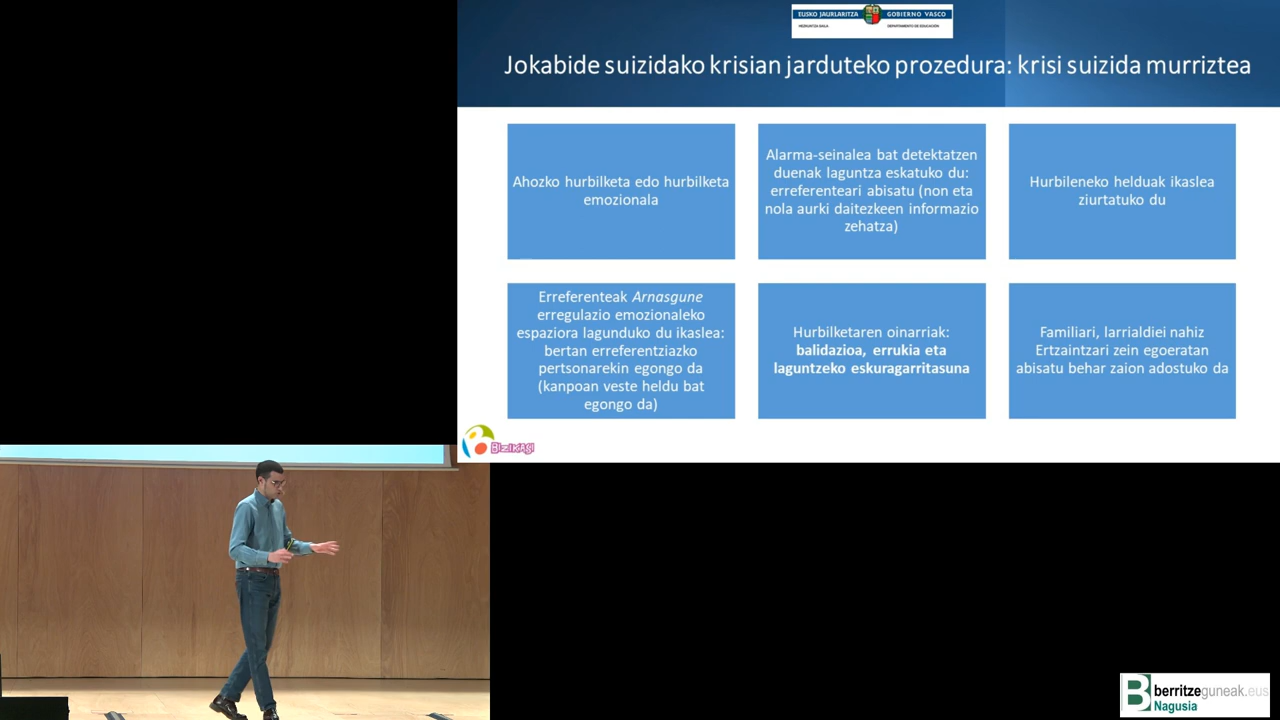 EUSKO JAURLARITZA
GOBIERNO VASCO
HEZKUNTZA SAILA
DEPARTAMENTO DE EDUCACIÓN
Jokabide suizidako krisian jarduteko prozedura: krisi suizida murriztea
Ahozko hurbilketa edo hurbilketa
emozionala
Alarma-seinalea bat detektatzen
duenak laguntza eskatuko du:
erreferenteari abisatu (non eta
nola aurki daitezkeen informazio
zehatza)
Hurbileneko helduak ikaslea
ziurtatuko du
Erreferenteak Arnasgune
erregulazio emozionaleko
espaziora lagunduko du ikaslea:
bertan erreferentziazko
pertsonarekin egongo da
(kanpoan veste heldu bat
egongo da)
Hurbilketaren oinarriak:
balidazioa, errukia eta
laguntzeko eskuragarritasuna
Familiari, larrialdiei nahiz
Ertzaintzari zein egoeratan
abisatu behar zaion adostuko da
BIZIKASI
berritzeguneak.eus
Nagusia